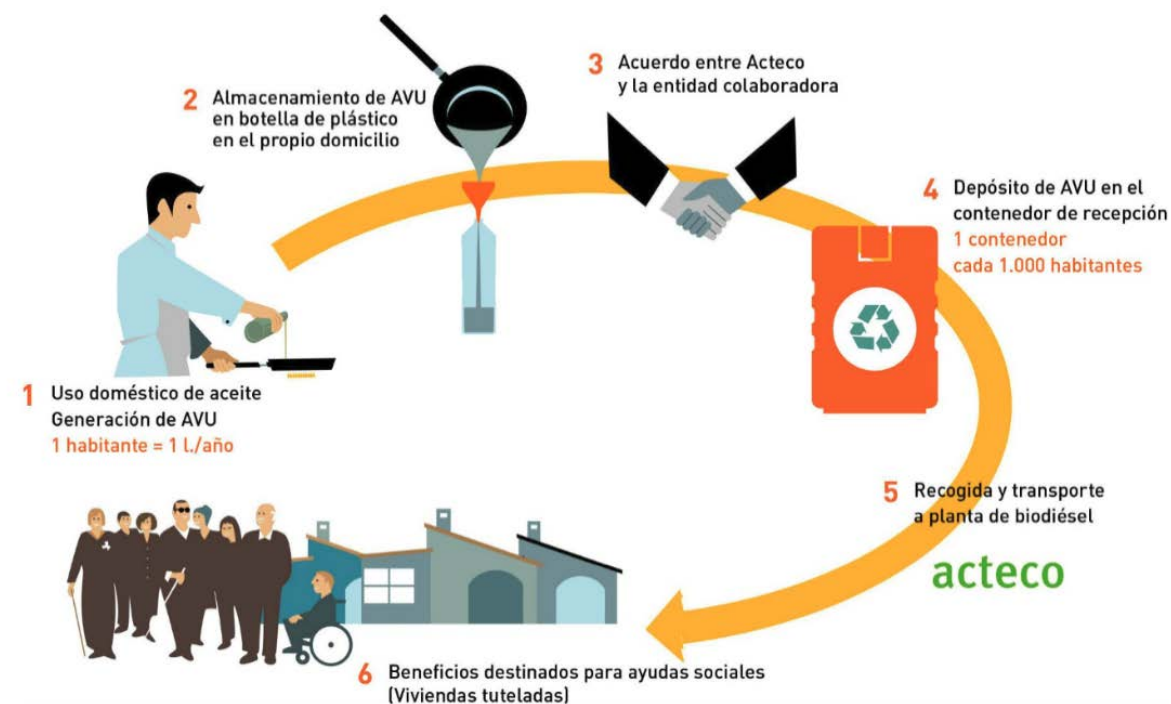 1 Uso doméstico de aceite
Generación de AVU
1 habitante = 1 l./año
2 Almacenamiento de AVU
en botella de plástico
en el propio domicilio
3 Acuerdo entre Acteco
y la entidad colaboradora
4 Depósito de AVU en el
contenedor de recepción
1 contenedor
cada 1.000 habitantes
5 Recogida y transporte
a planta de biodiésel
acteco
6 Beneficios destinados para ayudas sociales
(Viviendas tuteladas)